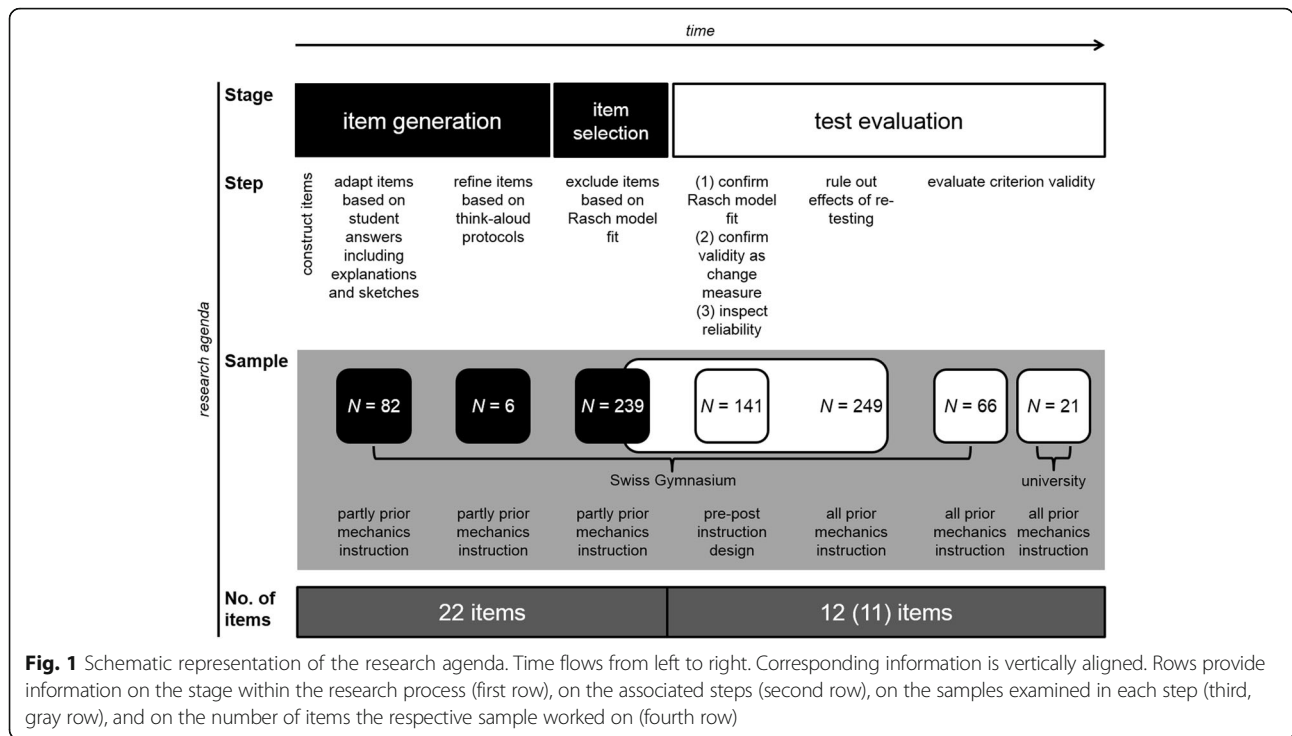 time
research agenda
Stage
item generation
item
selection
test evaluation
Step
construct items
adapt items
based on
student
answers
including
explanations
and sketches
refine items
based on
think-aloud
protocols
exclude items
based on
Rasch model
fit
(1) confirm
Rasch model
fit
(2) confirm
validity as
change
measure
(3) inspect
reliability
rule out
effects of re-
testing
evaluate criterion validity
Sample
N = 82
N = 6
N = 239
N = 141
N = 249
N = 66
N = 21
Swiss Gymnasium
university
partly prior
mechanics
instruction
partly prior
mechanics
instruction
partly prior
mechanics
instruction
pre-post
instruction
design
all prior
mechanics
instruction
all prior
mechanics
instruction
all prior
mechanics
instruction
No. of
items
22 items
12 (11) items
Fig. 1 Schematic representation of the research agenda. Time flows from left to right. Corresponding information is vertically aligned. Rows provide
information on the stage within the research process (first row), on the associated steps (second row), on the samples examined in each step (third,
gray row), and on the number of items the respective sample worked on (fourth row)